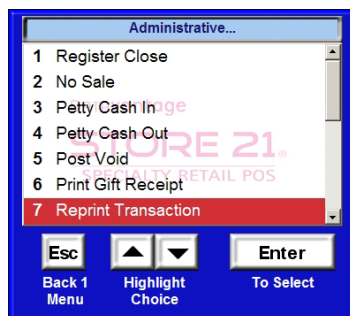 Administrative...
1 Register Close
2 No Sale
3 Petty Cash In
4 Petty Cash Out
5 Post Void
STORE 21®
SPECIALTY RETAIL POS
6 Print Gift Receipt
7 Reprint Transaction
Esc
Enter
Back 1
Menu
Highlight
Choice
To Select